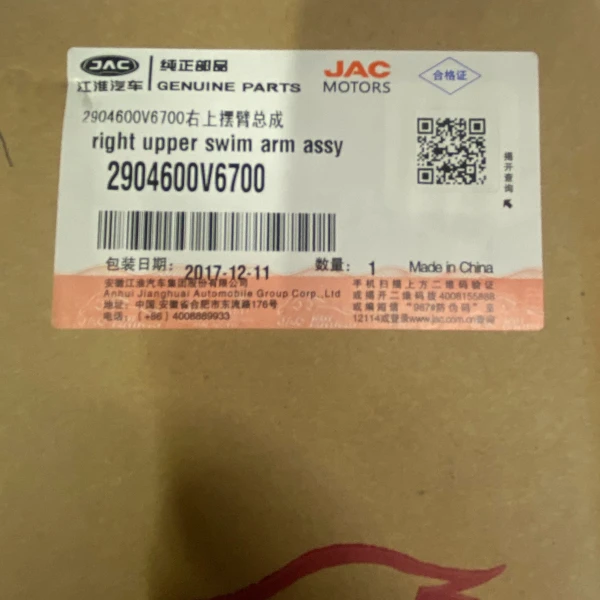 JAC 纯正部品 JAC 合格证
江淮汽车 GENUINE PARTS MOTORS
2904600V6700右上摆臂总成
right upper swim arm assy
2904600V6700
揭开查询
包装日期: 2017-12-11 数量: 1 Made in China
安徽江淮汽车集团股份有限公司 手机扫描上方二维码验证
Anhui Jianghuai Automobile Group Corp.,Ltd 或揭开二维码拨4008155888
地址: 中国.安徽省合肥市东流路176号 或编辑短信"987#防伪码"至
电话: (+86) 4008889933 12114或登录www.jac.com.cn查询